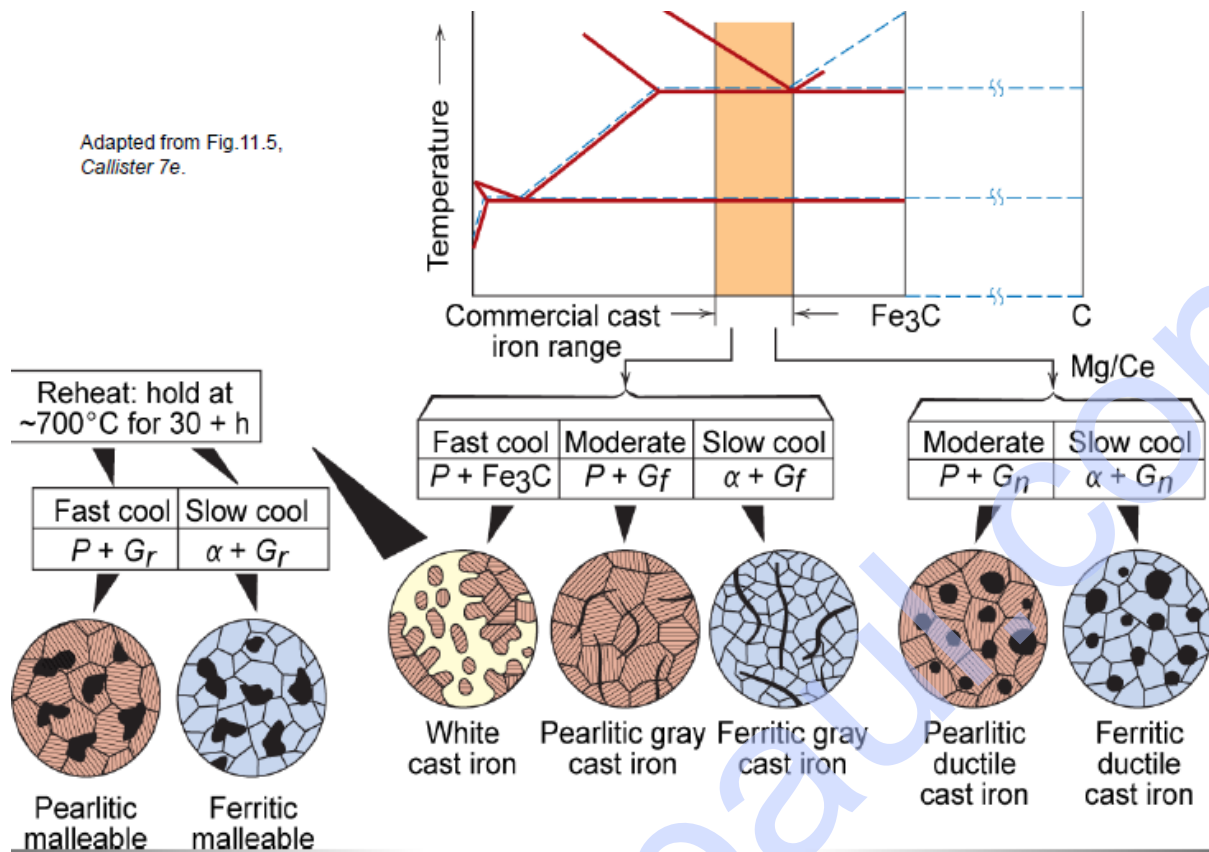 Adapted from Fig.11.5,
Callister 7e.
Temperature
Commercial cast
iron range
Fe₃C
C
Mg/Ce
Reheat: hold at
~700°C for 30 + h
Fast cool Slow cool
P + Gr α + Gr
Fast cool Moderate Slow cool
P + Fe₃C P + Gf α + Gf
Moderate Slow cool
P + Gn α + Gn
White
cast iron
Pearlitic gray
cast iron
Ferritic gray
cast iron
Pearlitic
ductile
cast iron
Ferritic
ductile
cast iron
Pearlitic
malleable
Ferritic
malleable